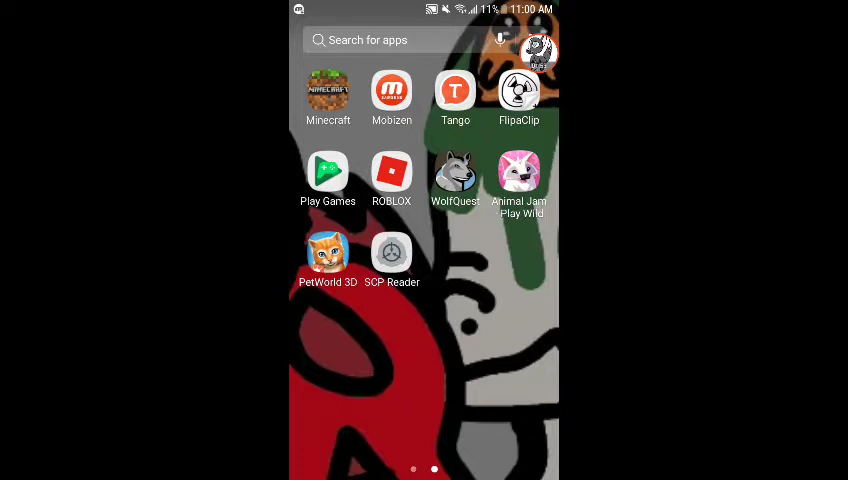 11% 11:00 AM
Search for apps
MINECRAFT
Minecraft
Mobizen
Tango
FlipaClip
Play Games
ROBLOX
WolfQuest
Animal Jam
- Play Wild
PetWorld 3D
SCP Reader